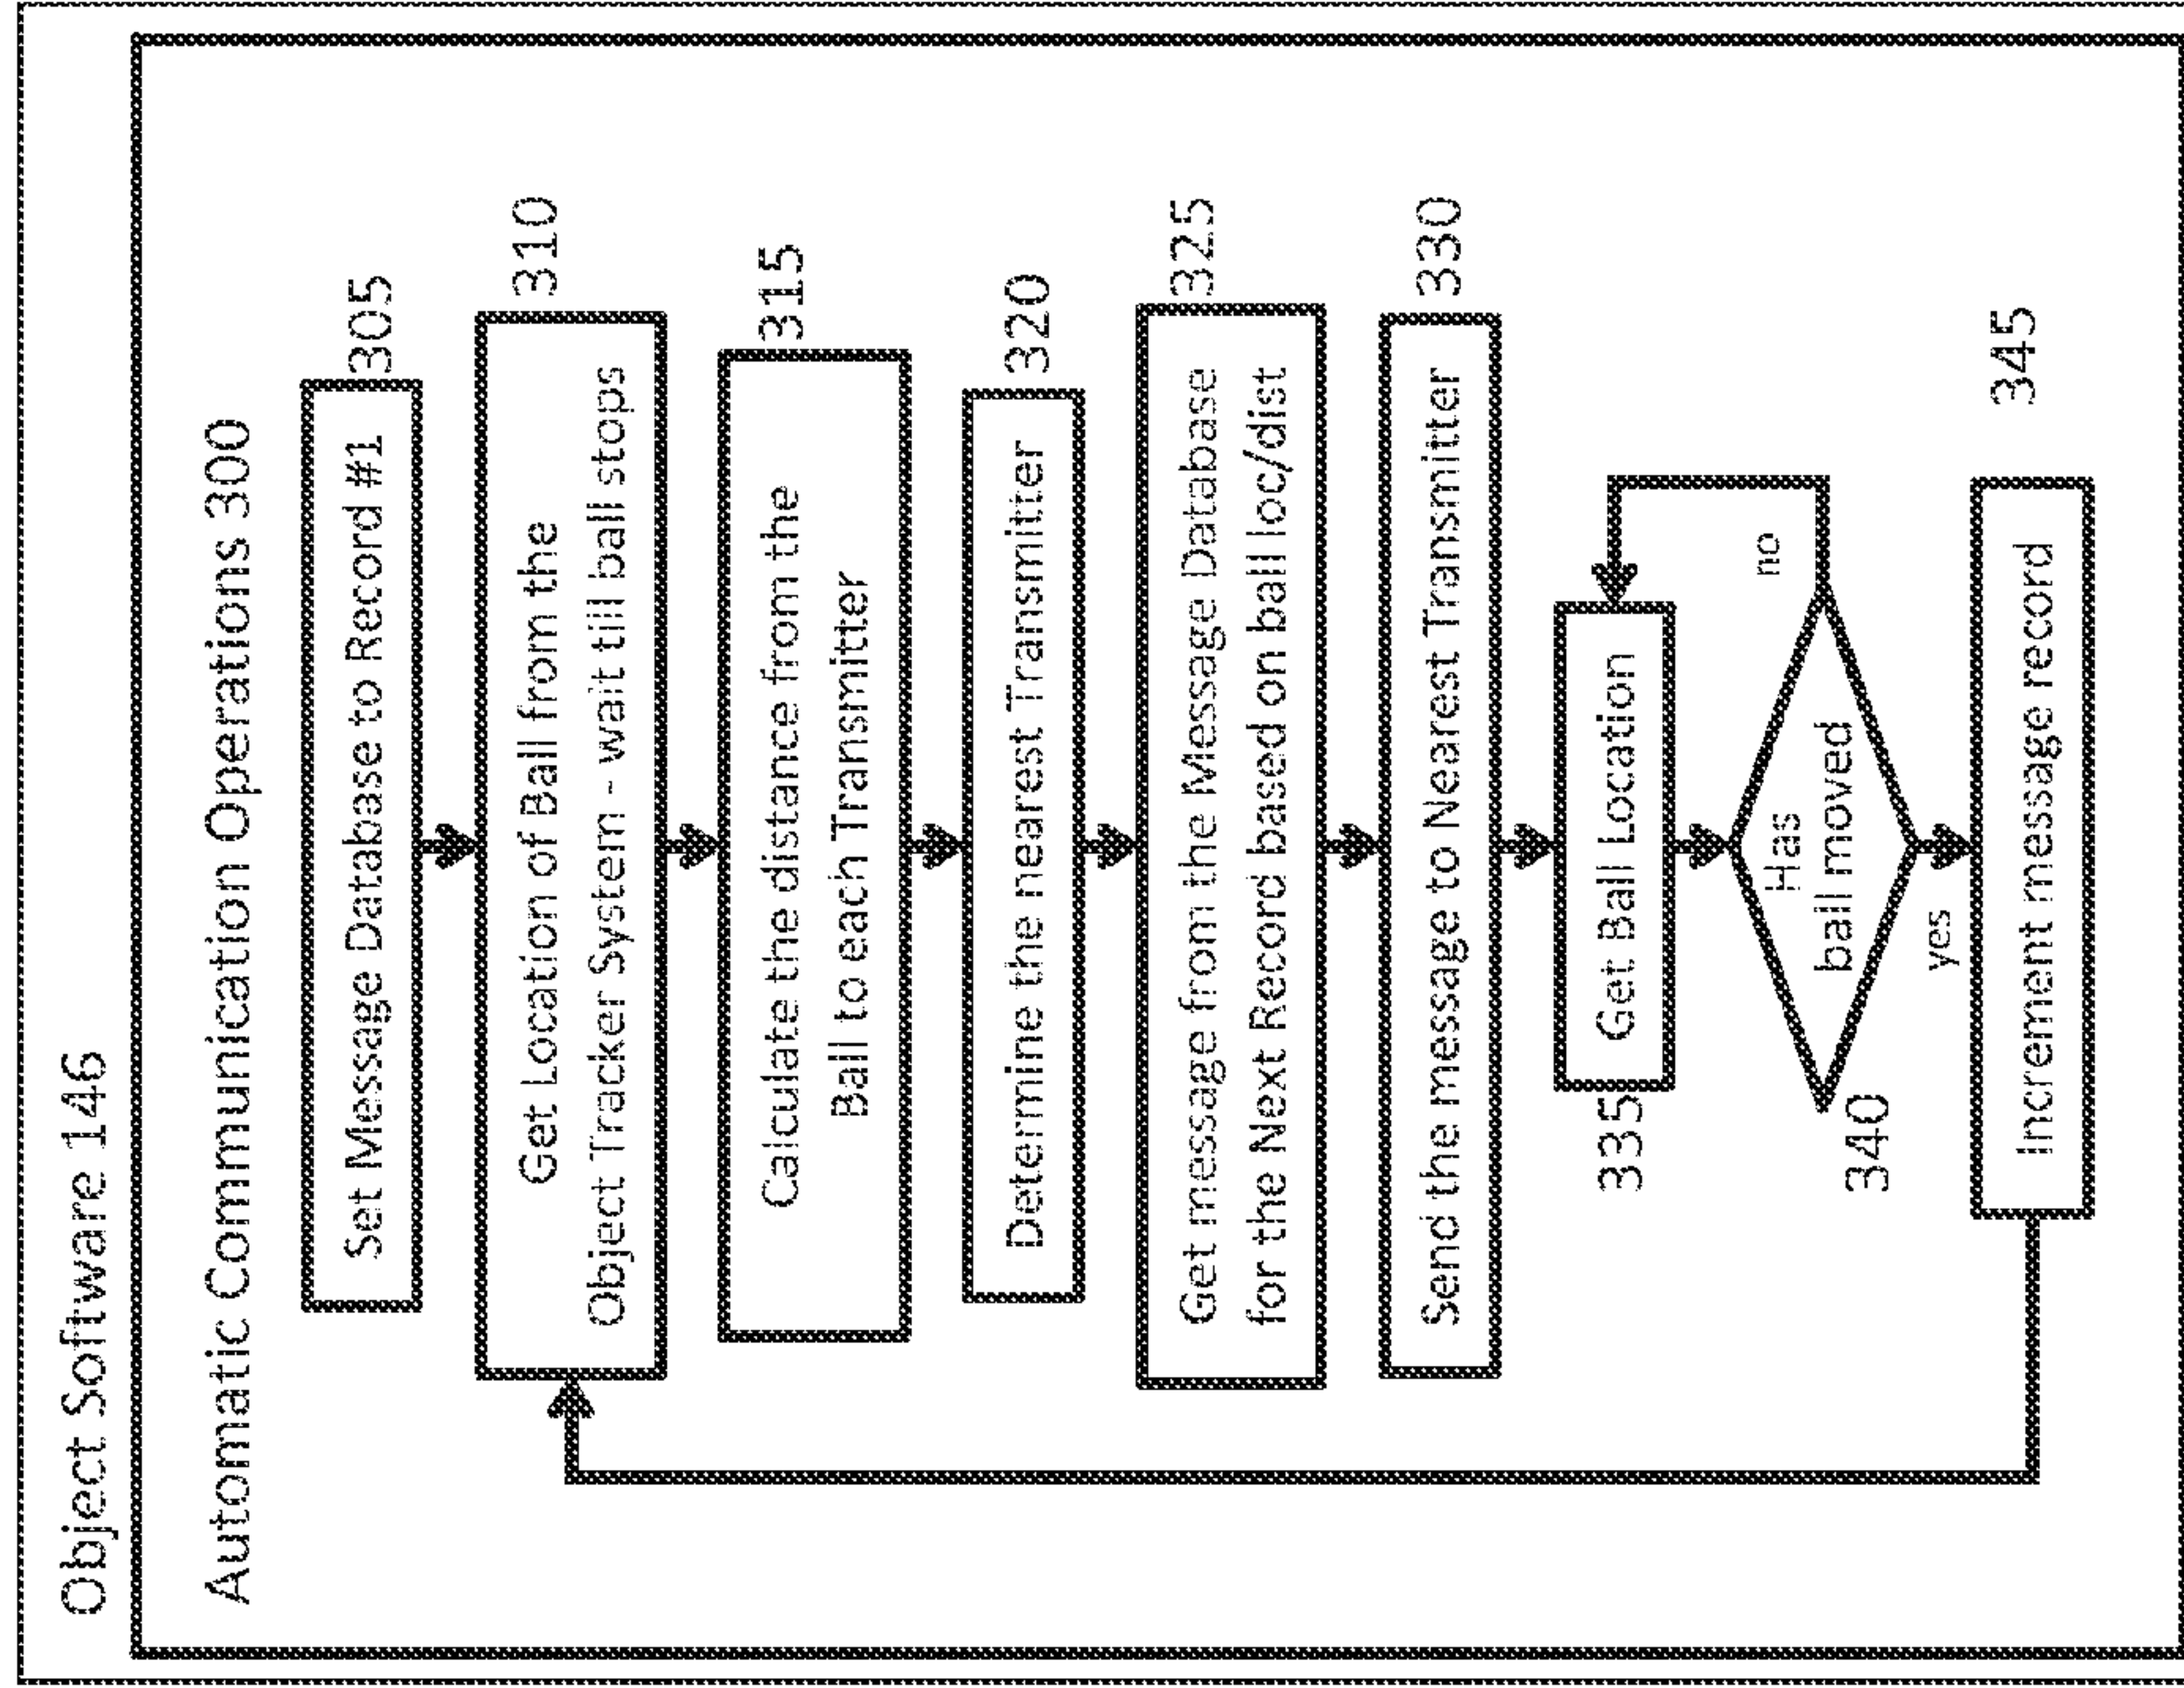 Object Software 146
Automatic Communication Operations 300
Set Message Database to Record #1
305
Get Location of Ball from the
Object Tracker System - wait till ball stops
310
Calculate the distance from the
Ball to each Transmitter
315
Determine the nearest Transmitter
320
Get message from the Message Database
for the Next Record based on ball loc/dist
325
Send the message to Nearest Transmitter
330
335
Get Ball Location
Has
ball moved
no
340
yes
Increment message record
345